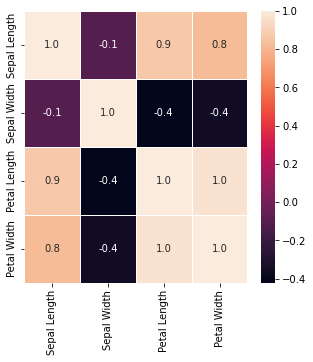 Sepal Length
1.0 -0.1 0.9 0.8
Sepal Width
-0.1 1.0 -0.4 -0.4
Petal Length
0.9 -0.4 1.0 1.0
Petal Width
0.8 -0.4 1.0 1.0
Sepal Length
Sepal Width
Petal Length
Petal Width
1.0
0.8
0.6
0.4
0.2
0.0
−0.2
−0.4